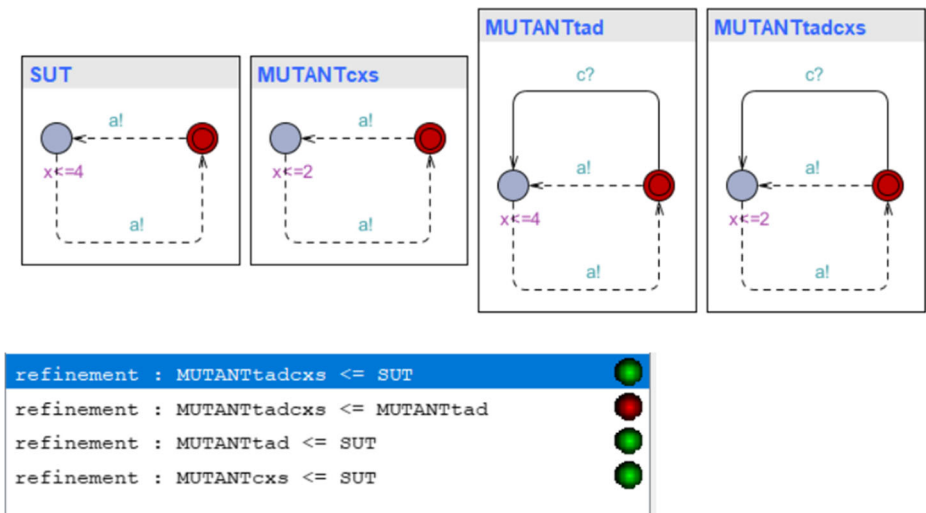 SUT
a!
x<=4
a!
MUTANTcxs
a!
x<=2
a!
MUTANTtad
c?
a!
x<=4
a!
MUTANTtadcxs
c?
a!
x<=2
a!
refinement : MUTANTtadcxs <= SUT
refinement : MUTANTtadcxs <= MUTANTtad
refinement : MUTANTtad <= SUT
refinement : MUTANTcxs <= SUT